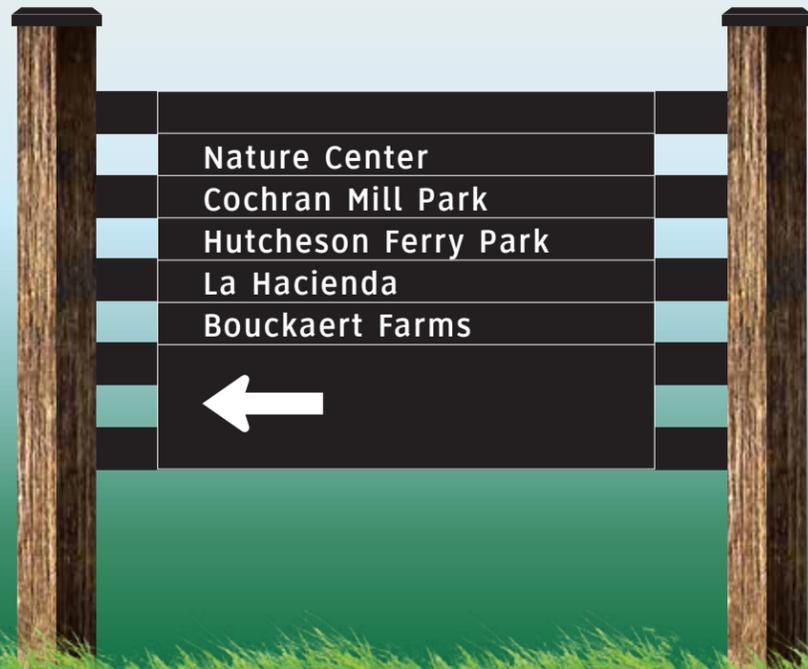 Nature Center
Cochran Mill Park
Hutcheson Ferry Park
La Hacienda
Bouckaert Farms